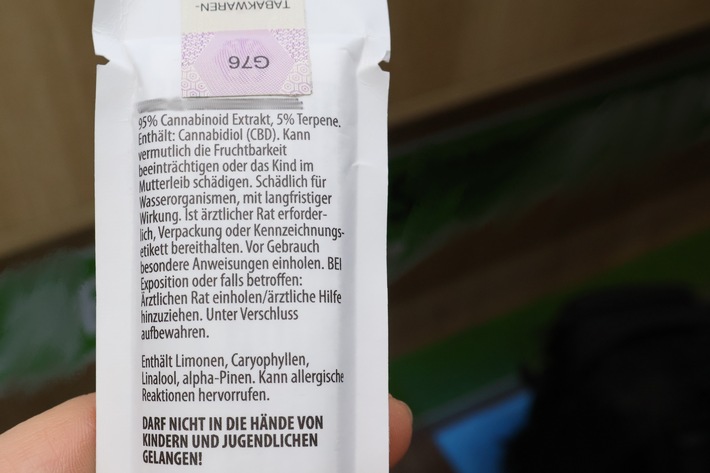 TABAKWAREN-
G76
95% Cannabinoid Extrakt, 5% Terpene.
Enthält: Cannabidiol (CBD). Kann
vermutlich die Fruchtbarkeit
beeinträchtigen oder das Kind im
Mutterleib schädigen. Schädlich für
Wasserorganismen, mit langfristiger
Wirkung. Ist ärztlicher Rat erforder-
lich, Verpackung oder Kennzeichnungs-
etikett bereithalten. Vor Gebrauch
besondere Anweisungen einholen. BEI
Exposition oder falls betroffen:
Ärztlichen Rat einholen/ärztliche Hilfe
hinzuziehen. Unter Verschluss
aufbewahren.
Enthält Limonen, Caryophyllen,
Linalool, alpha-Pinen. Kann allergische
Reaktionen hervorrufen.
DARF NICHT IN DIE HÄNDE VON
KINDERN UND JUGENDLICHEN
GELANGEN!